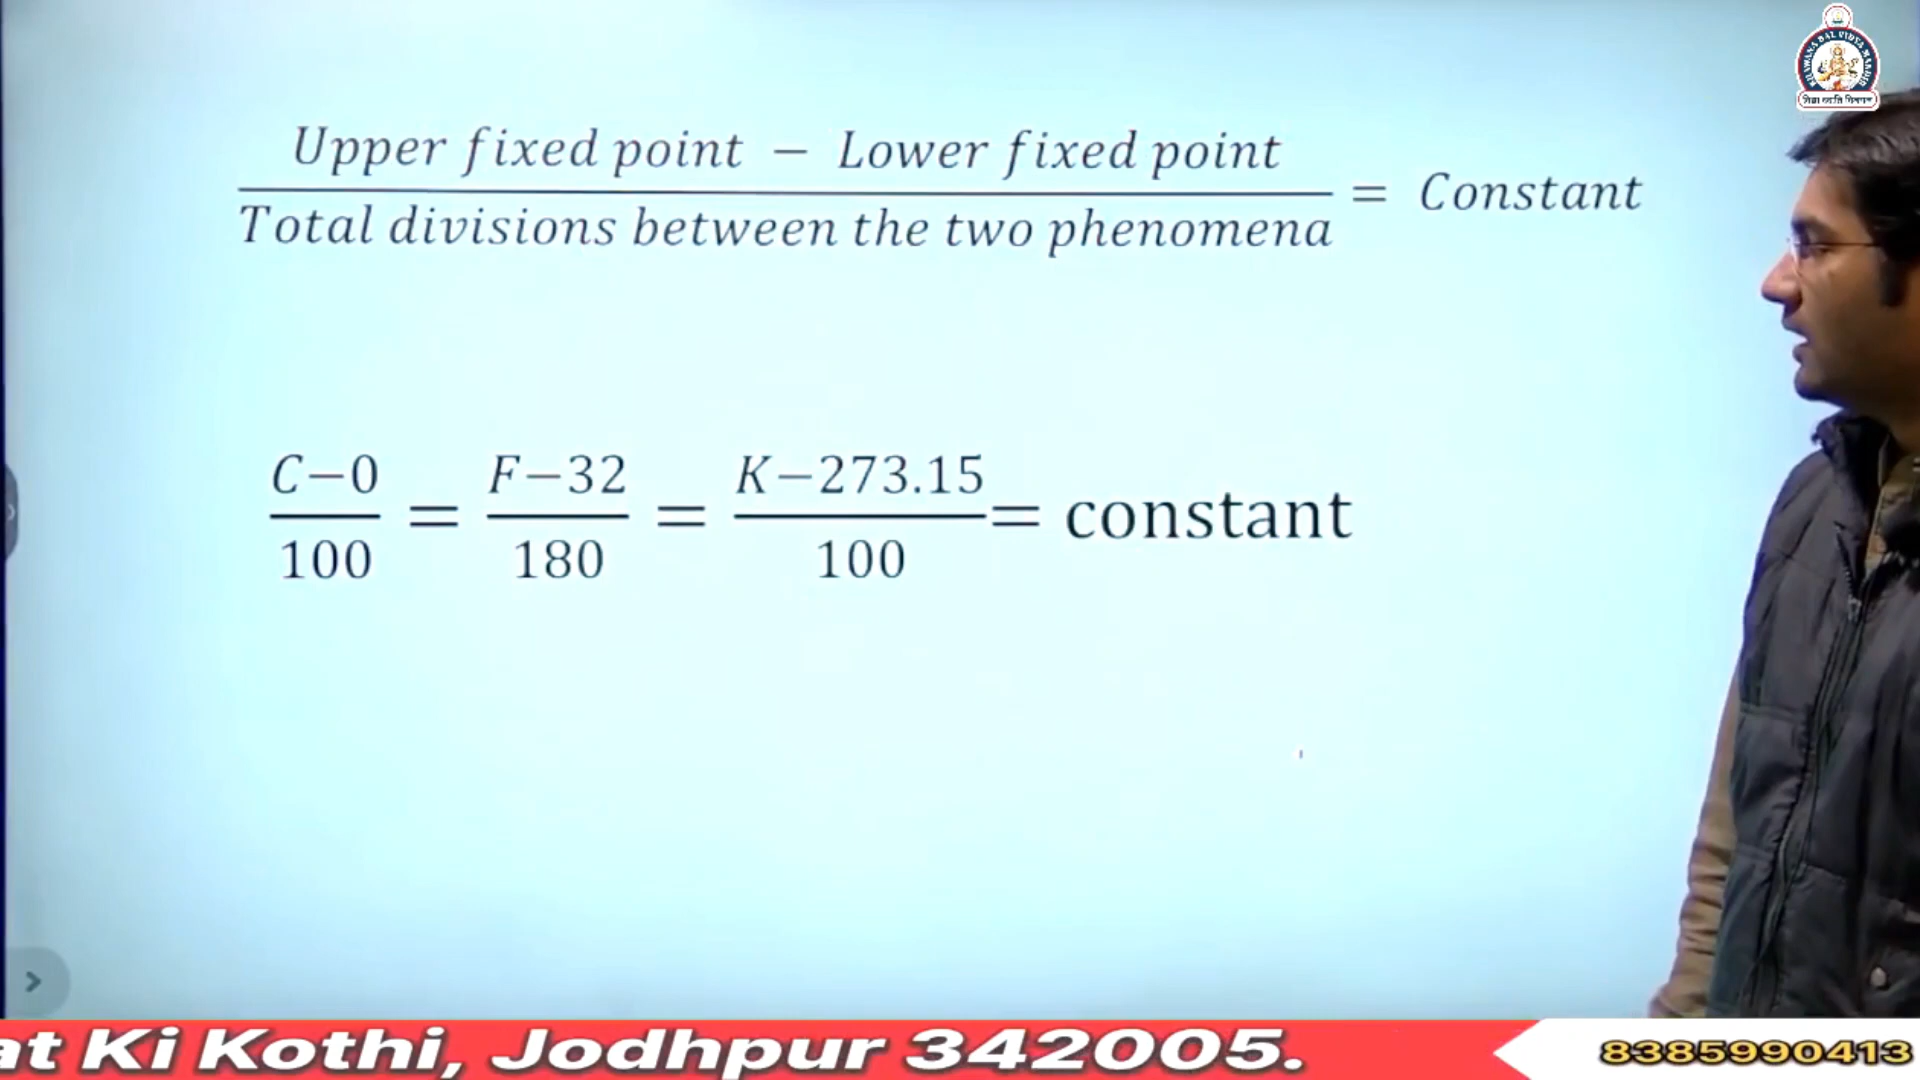 Upper fixed point − Lower fixed point
Total divisions between the two phenomena
= Constant
C−0
100
=
F−32
180
=
K−273.15
100
= constant
at Ki Kothi, Jodhpur 342005.
8385990413